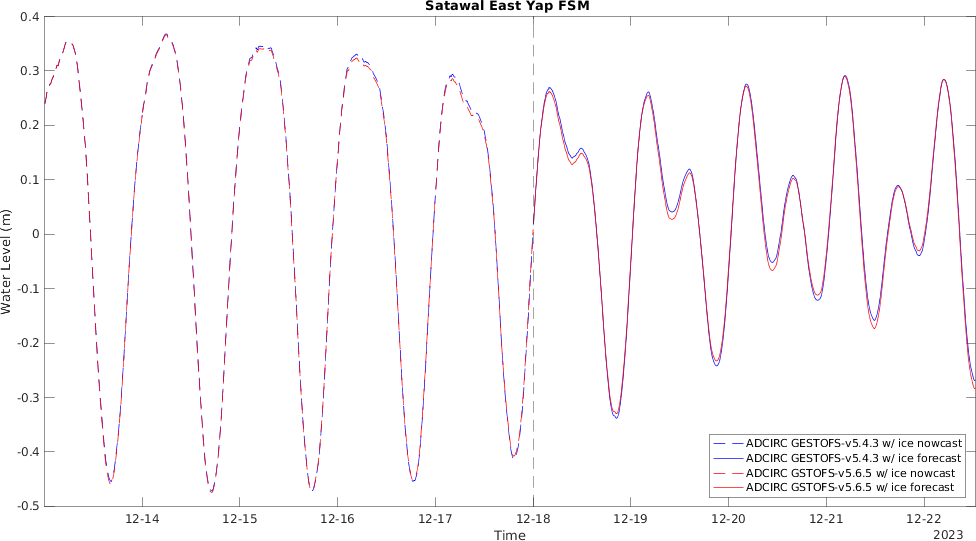 Satawal East Yap FSM
0.4
0.3
0.2
0.1
0
-0.1
-0.2
-0.3
-0.4
-0.5
Water Level (m)
ADCIRC GESTOFS-v5.4.3 w/ ice nowcast
ADCIRC GESTOFS-v5.4.3 w/ ice forecast
ADCIRC GSTOFS-v5.6.5 w/ ice nowcast
ADCIRC GSTOFS-v5.6.5 w/ ice forecast
12-14 12-15 12-16 12-17 12-18 12-19 12-20 12-21 12-22
Time
2023